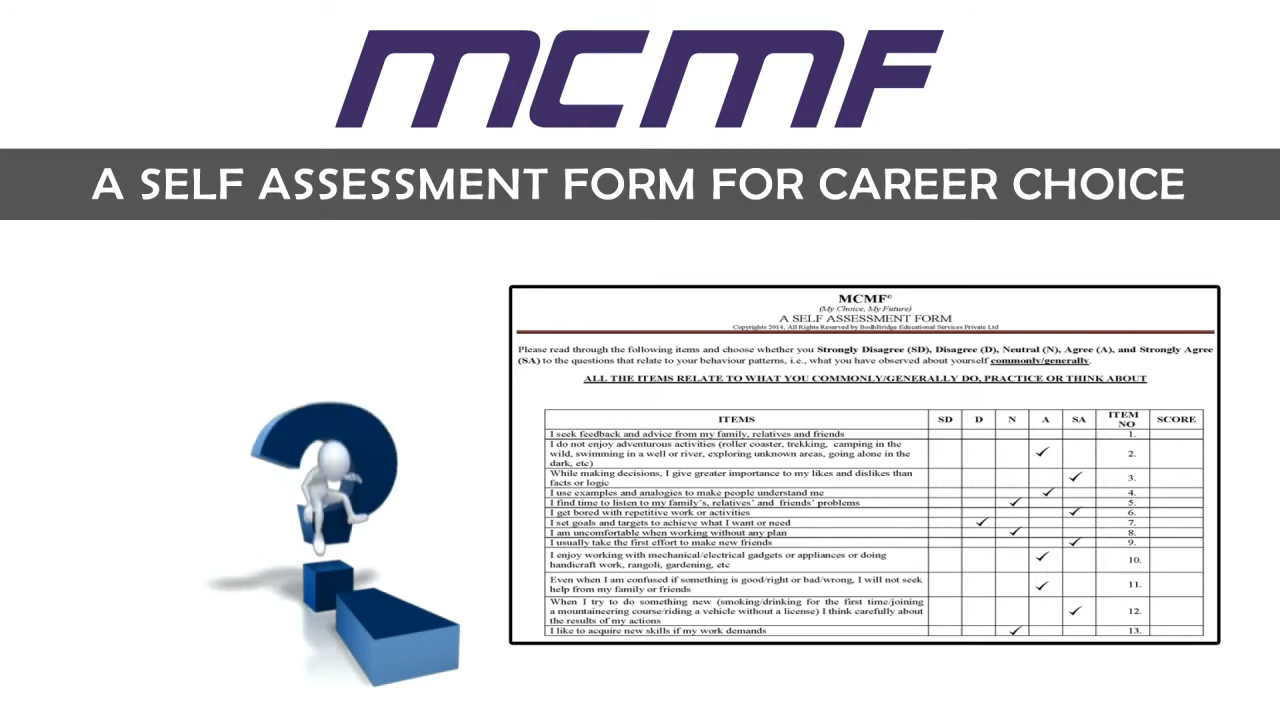 MCMF
A SELF ASSESSMENT FORM FOR CAREER CHOICE
MCMF©
(My Choice, My Future)
A SELF ASSESSMENT FORM
Copyrights 2014, All Rights Reserved by BodhBridge Educational Services Private Ltd
Please read through the following items and choose whether you Strongly Disagree (SD), Disagree (D), Neutral (N), Agree (A), and Strongly Agree
(SA) to the questions that relate to your behaviour patterns, i.e., what you have observed about yourself commonly/generally.
ALL THE ITEMS RELATE TO WHAT YOU COMMONLY/GENERALLY DO, PRACTICE OR THINK ABOUT
ITEMS SD D N A SA ITEM NO SCORE
I seek feedback and advice from my family, relatives and friends 1.
I do not enjoy adventurous activities (roller coaster, trekking, camping in the
wild, swimming in a well or river, exploring unknown areas, going alone in the
dark, etc) ✓ 2.
While making decisions, I give greater importance to my likes and dislikes than
facts or logic ✓ 3.
I use examples and analogies to make people understand me ✓ 4.
I find time to listen to my family's, relatives' and friends' problems ✓ 5.
I get bored with repetitive work or activities ✓ 6.
I set goals and targets to achieve what I want or need ✓ 7.
I am uncomfortable when working without any plan ✓ 8.
I usually take the first effort to make new friends ✓ 9.
I enjoy working with mechanical/electrical gadgets or appliances or doing
handicraft work, rangoli, gardening, etc ✓ 10.
Even when I am confused if something is good/right or bad/wrong, I will not seek
help from my family or friends ✓ 11.
When I try to do something new (smoking/drinking for the first time/joining
a mountaineering course/riding a vehicle without a license) I think carefully about
the results of my actions ✓ 12.
I like to acquire new skills if my work demands ✓ 13.